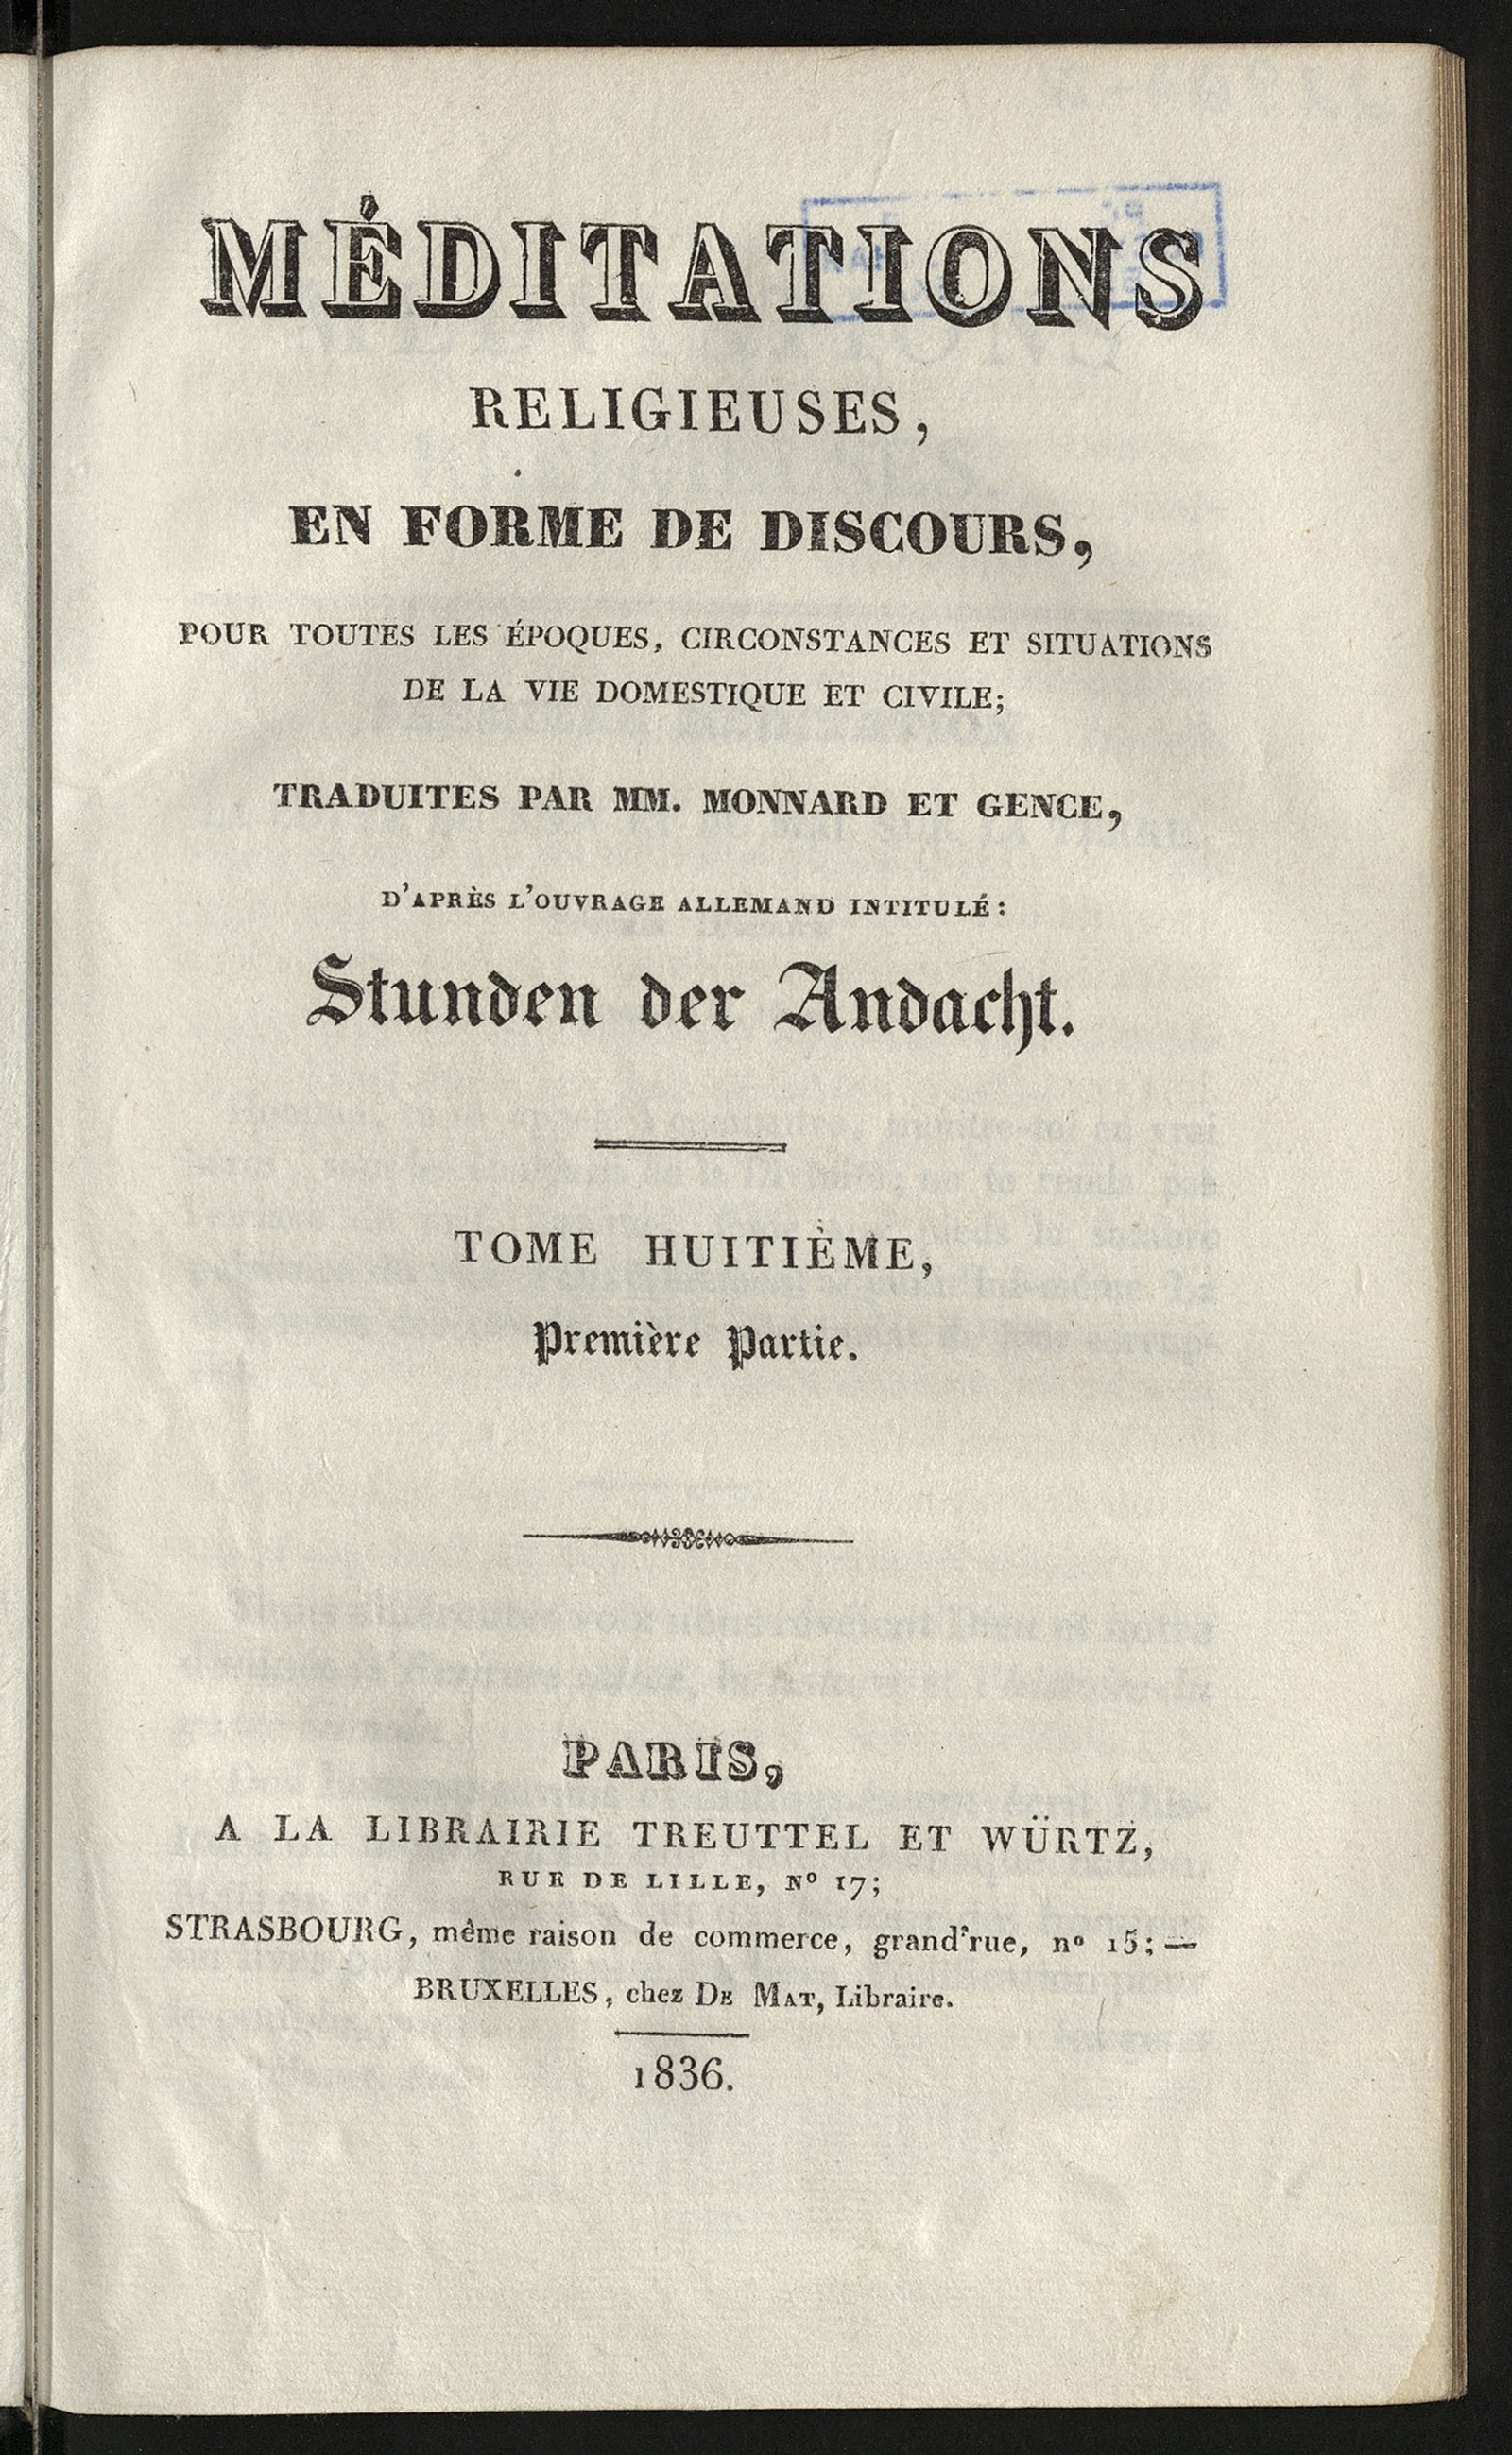 MÉDITATIONS
RELIGIEUSES,
EN FORME DE DISCOURS,
POUR TOUTES LES ÉPOQUES, CIRCONSTANCES ET SITUATIONS
DE LA VIE DOMESTIQUE ET CIVILE;
TRADUITES PAR MM. MONNARD ET GENCE,
D'APRÈS L'OUVRAGE ALLEMAND INTITULÉ:
Stunden der Andacht.
TOME HUITIÈME,
Première Partie.
PARIS,
A LA LIBRAIRIE TREUTTEL ET WÜRTZ,
RUE DE LILLE, Nº 17;
STRASBOURG, même raison de commerce, grand'rue, nº 15; —
BRUXELLES, chez De Mat, Libraire.
1836.